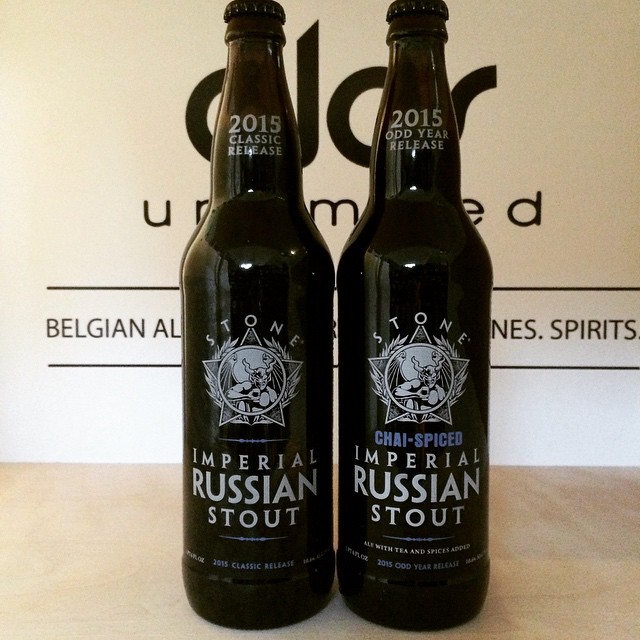 2015
CLASSIC
RELEASE
STONE
IMPERIAL
RUSSIAN
STOUT
2015 CLASSIC RELEASE
2015
ODD YEAR
RELEASE
STONE
CHAI-SPICED
IMPERIAL
RUSSIAN
STOUT
ALE WITH TEA AND SPICES ADDED
2015 ODD YEAR RELEASE
BELGIAN AL
NES. SPIRITS.